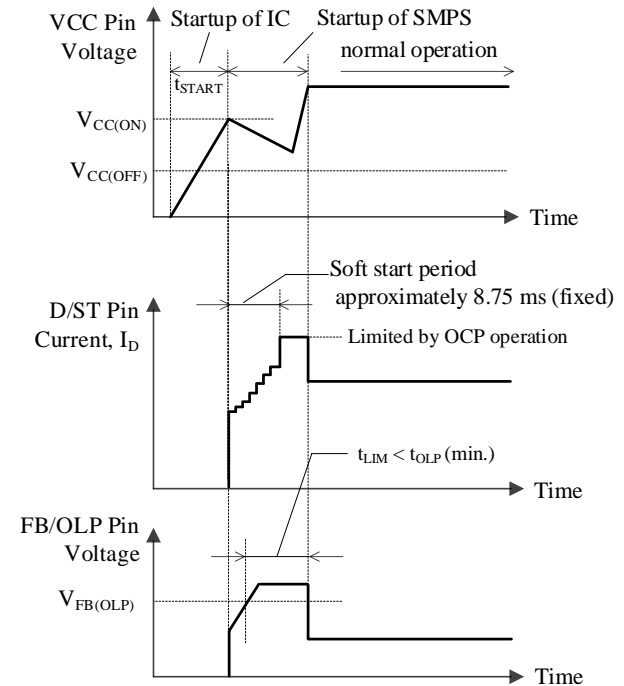 VCC Pin
Voltage
Startup of IC
Startup of SMPS
normal operation
tSTART
VCC(ON)
VCC(OFF)
Time
Soft start period
approximately 8.75 ms (fixed)
D/ST Pin
Current, ID
Limited by OCP operation
tLIM < tOLP (min.)
Time
FB/OLP Pin
Voltage
VFB(OLP)
Time